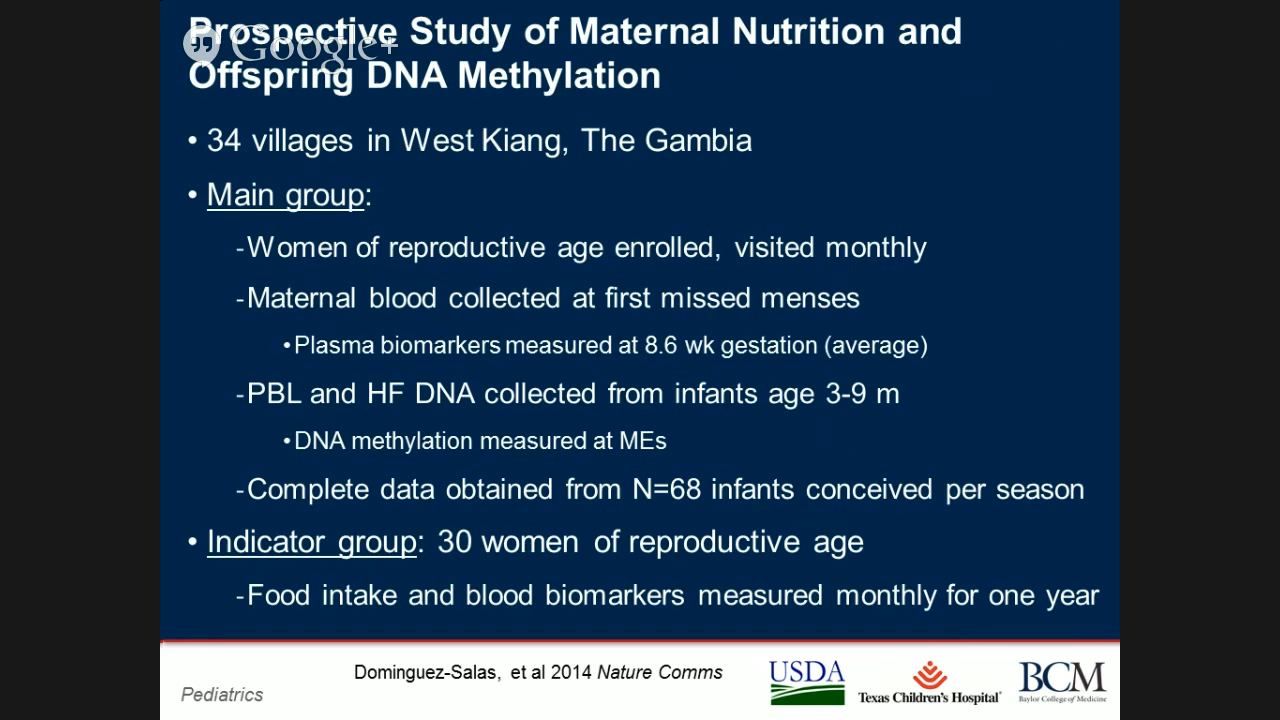 Prospective Study of Maternal Nutrition and
Offspring DNA Methylation
Google+
• 34 villages in West Kiang, The Gambia
• Main group:
-Women of reproductive age enrolled, visited monthly
-Maternal blood collected at first missed menses
•Plasma biomarkers measured at 8.6 wk gestation (average)
-PBL and HF DNA collected from infants age 3-9 m
•DNA methylation measured at MEs
-Complete data obtained from N=68 infants conceived per season
• Indicator group: 30 women of reproductive age
-Food intake and blood biomarkers measured monthly for one year
Dominguez-Salas, et al 2014 Nature Comms
Pediatrics
USDA
Texas Children's Hospital®
BCM
Baylor College of Medicine